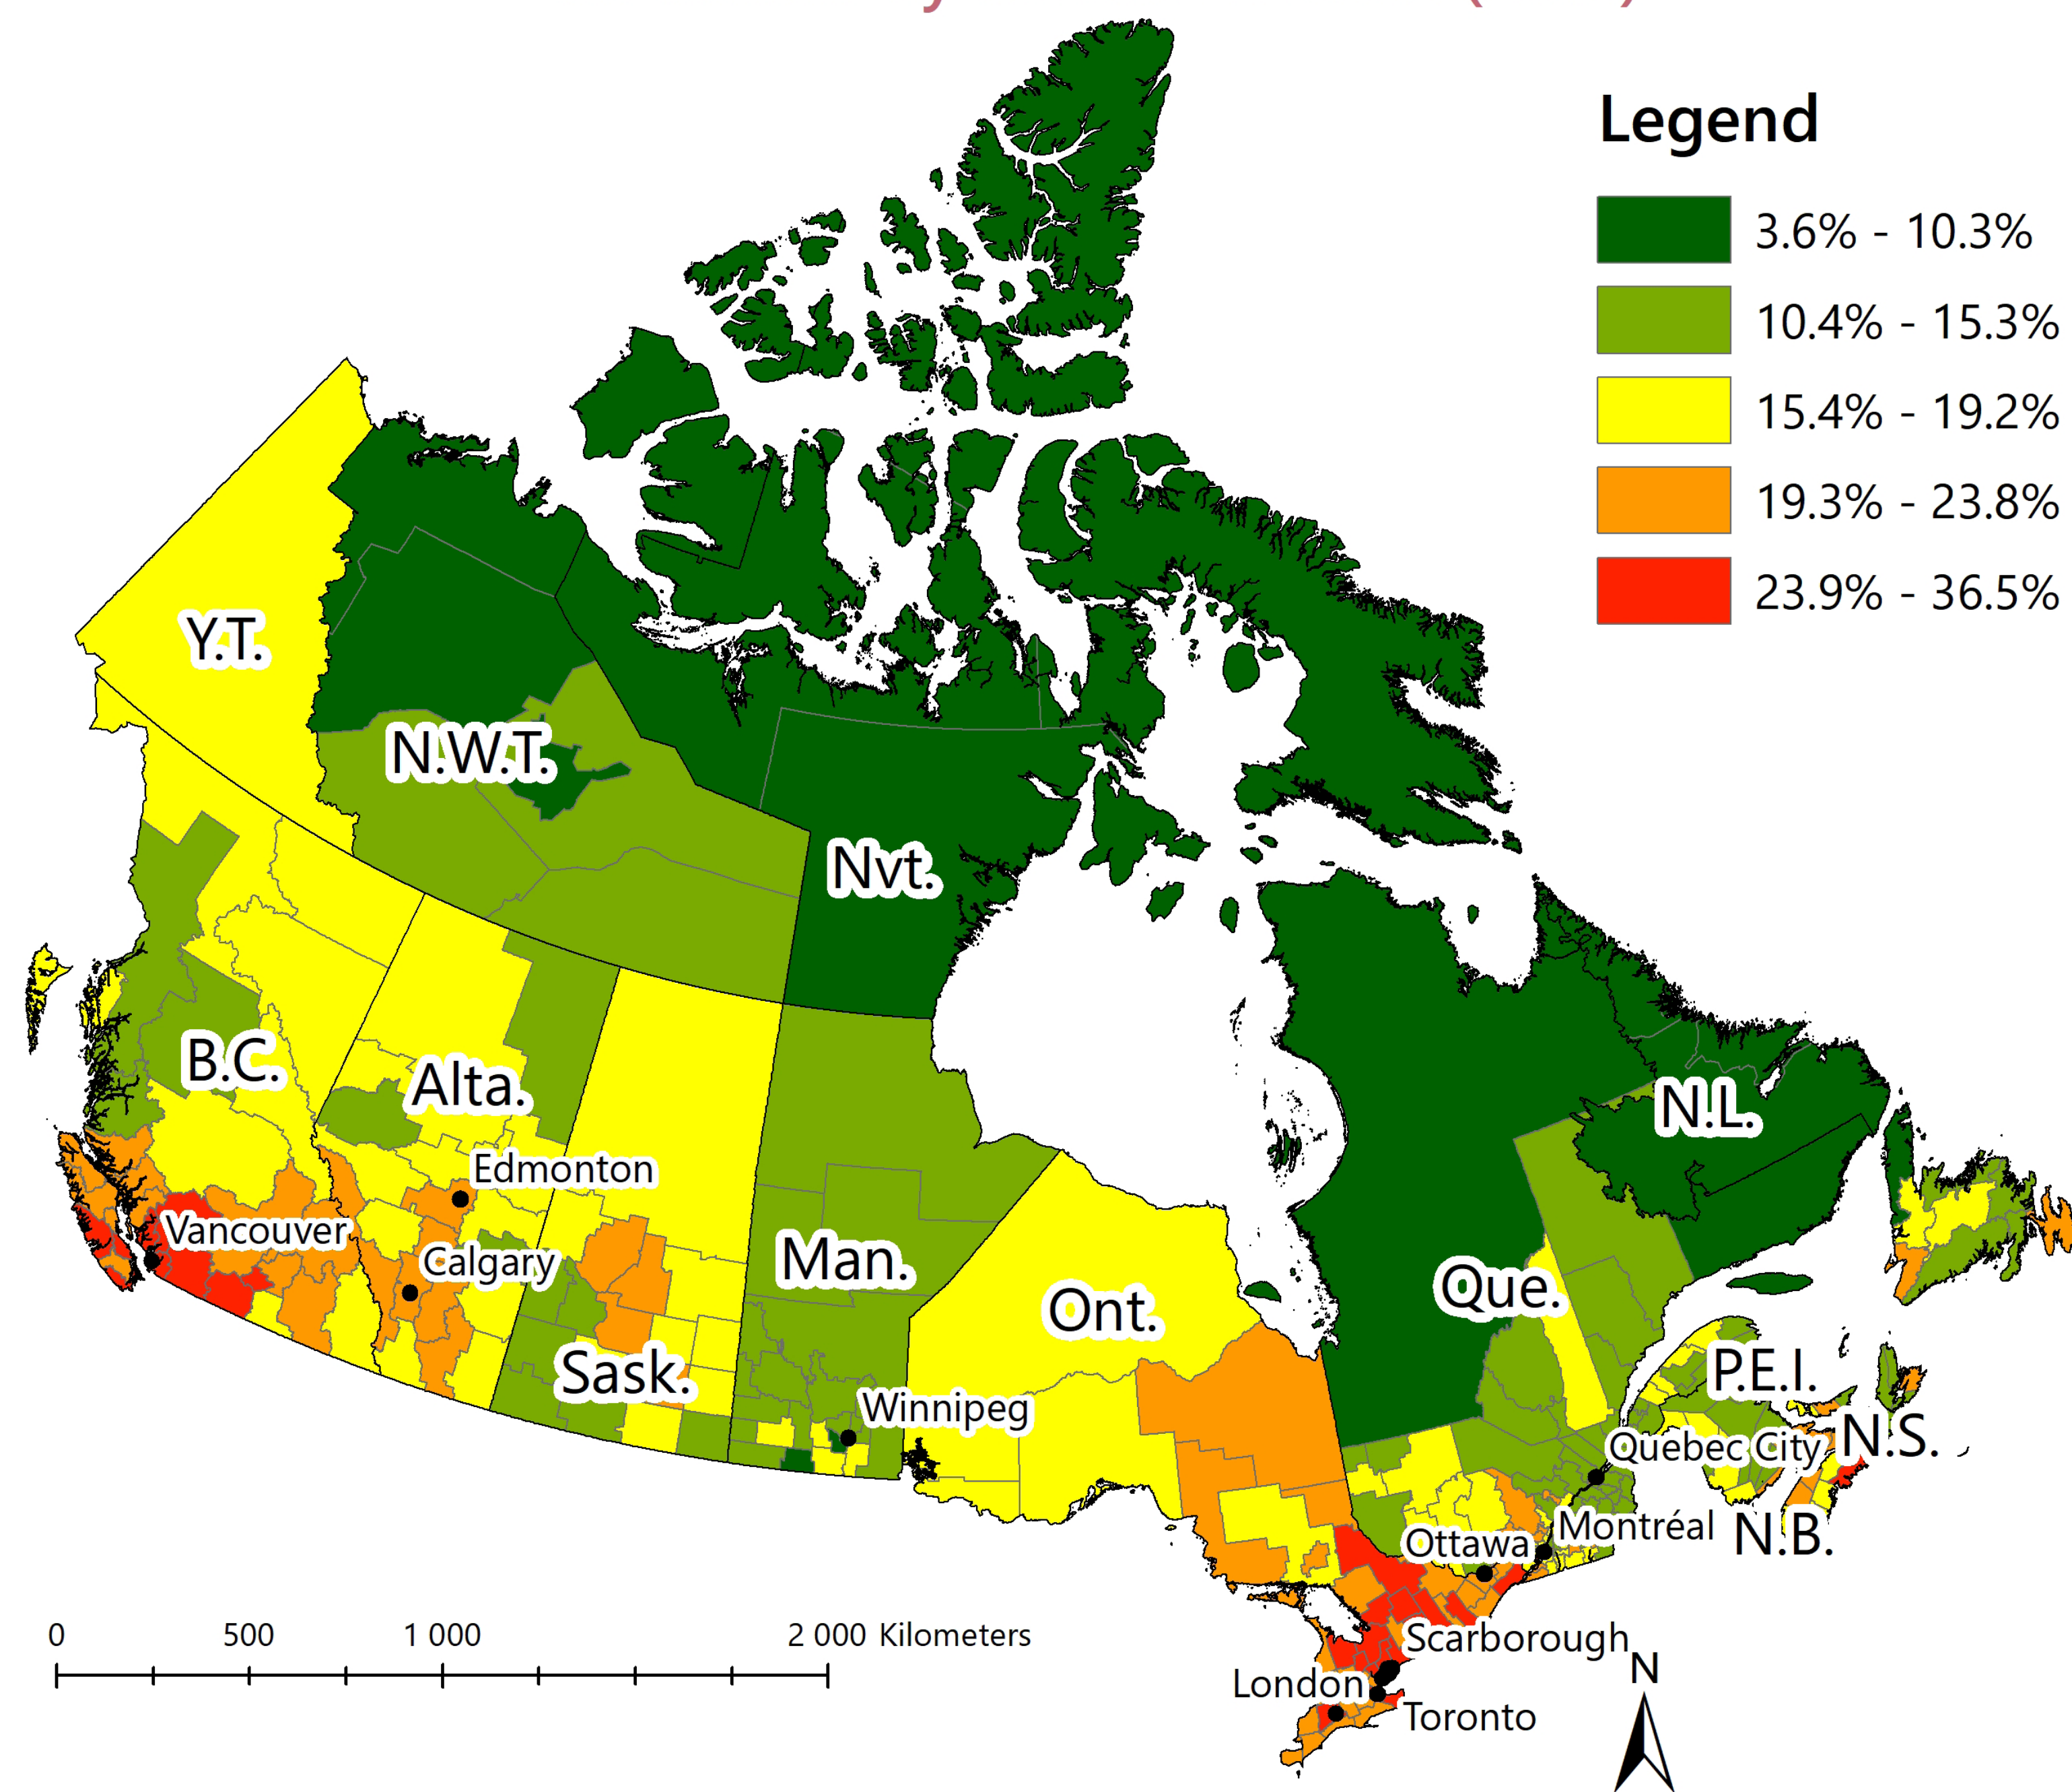 Legend
3.6% - 10.3%
10.4% - 15.3%
15.4% - 19.2%
19.3% - 23.8%
23.9% - 36.5%
Y.T.
N.W.T.
Nvt.
B.C.
Alta.
N.L.
Edmonton
Vancouver
Calgary
Man.
Que.
Ont.
Sask.
P.E.I.
Winnipeg
Quebec City
N.S.
Montréal
N.B.
Ottawa
0 500 1 000 2 000 Kilometers
Scarborough
N
London
Toronto